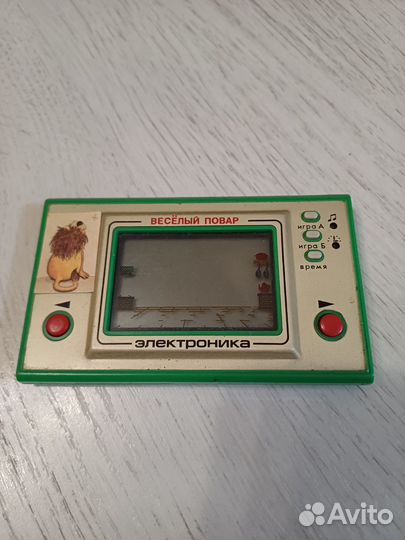 ВЕСЁЛЫЙ ПОВАР
игра А
игра Б
время
электроника
Avito